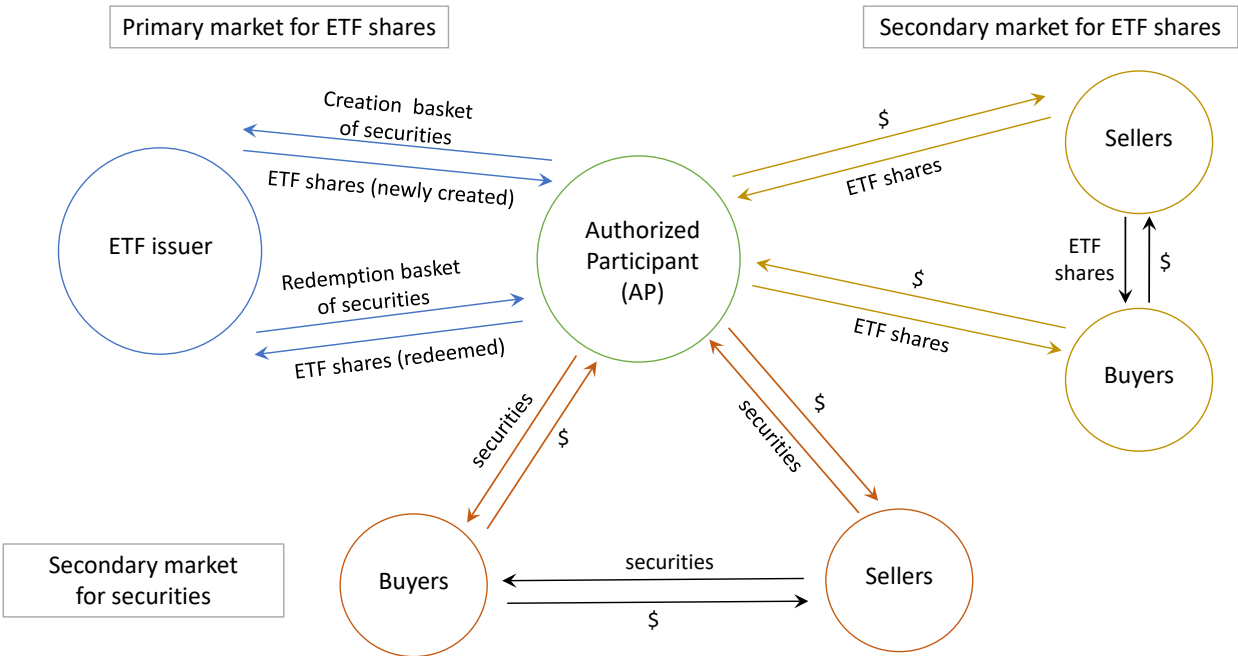 Primary market for ETF shares
Secondary market for ETF shares
Creation basket
of securities
ETF shares (newly created)
ETF issuer
Redemption basket
of securities
ETF shares (redeemed)
Authorized
Participant
(AP)
$
ETF shares
Sellers
ETF
shares
$
$
ETF shares
Buyers
securities
$
$
securities
Secondary market
for securities
Buyers
securities
$
Sellers